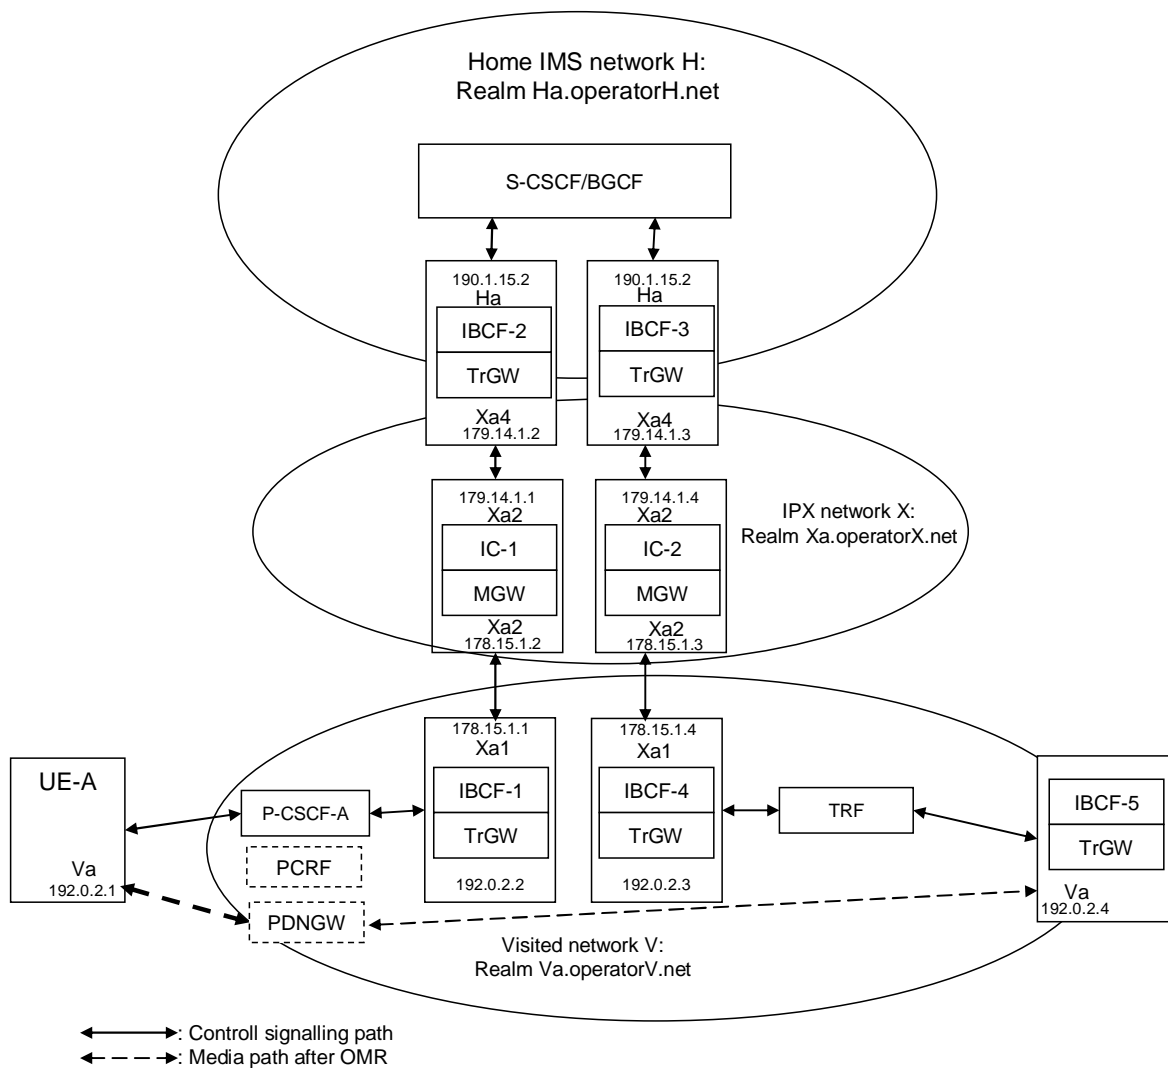 Home IMS network H:
Realm Ha.operatorH.net
S-CSCF/BGCF
190.1.15.2
Ha
IBCF-2
TrGW
Xa4
179.14.1.2
190.1.15.2
Ha
IBCF-3
TrGW
Xa4
179.14.1.3
179.14.1.1
Xa2
IC-1
MGW
Xa2
178.15.1.2
179.14.1.4
Xa2
IC-2
MGW
Xa2
178.15.1.3
IPX network X:
Realm Xa.operatorX.net
UE-A
Va
192.0.2.1
P-CSCF-A
PCRF
PDNGW
178.15.1.1
Xa1
IBCF-1
TrGW
192.0.2.2
178.15.1.4
Xa1
IBCF-4
TrGW
192.0.2.3
TRF
IBCF-5
TrGW
Va
192.0.2.4
Visited network V:
Realm Va.operatorV.net
: Controll signalling path
: Media path after OMR